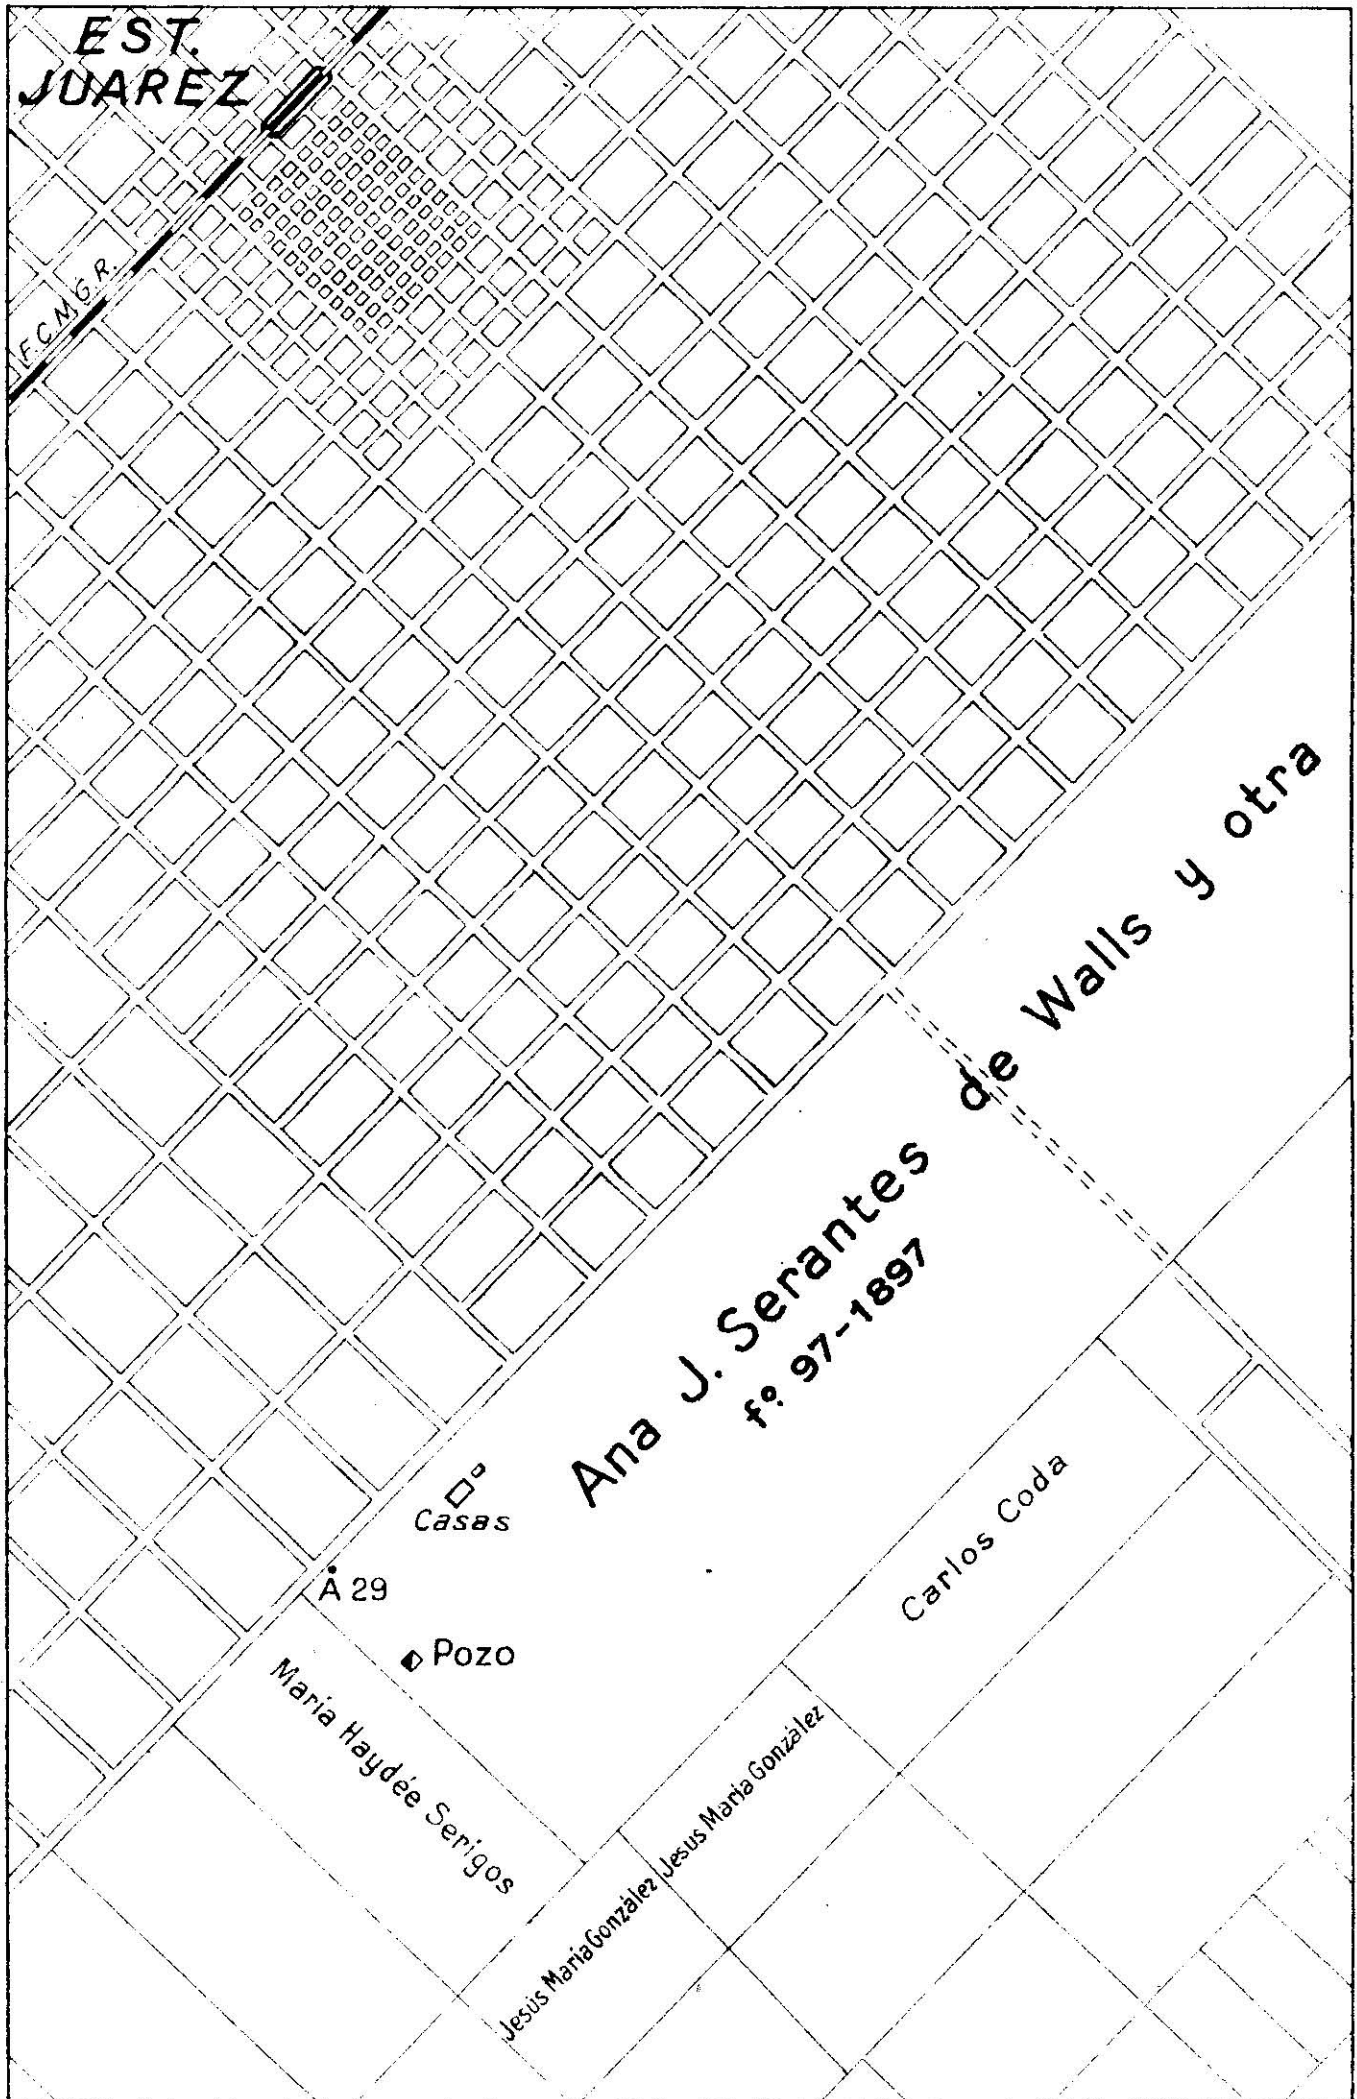 EST.
JUAREZ
F.C.M.G.R.
Ana J. Serantes de Walls y otra
fº 97-1897
Casas
A 29
Pozo
Carlos Coda
María Haydée Serigos
Jesus María González
Jesús María González